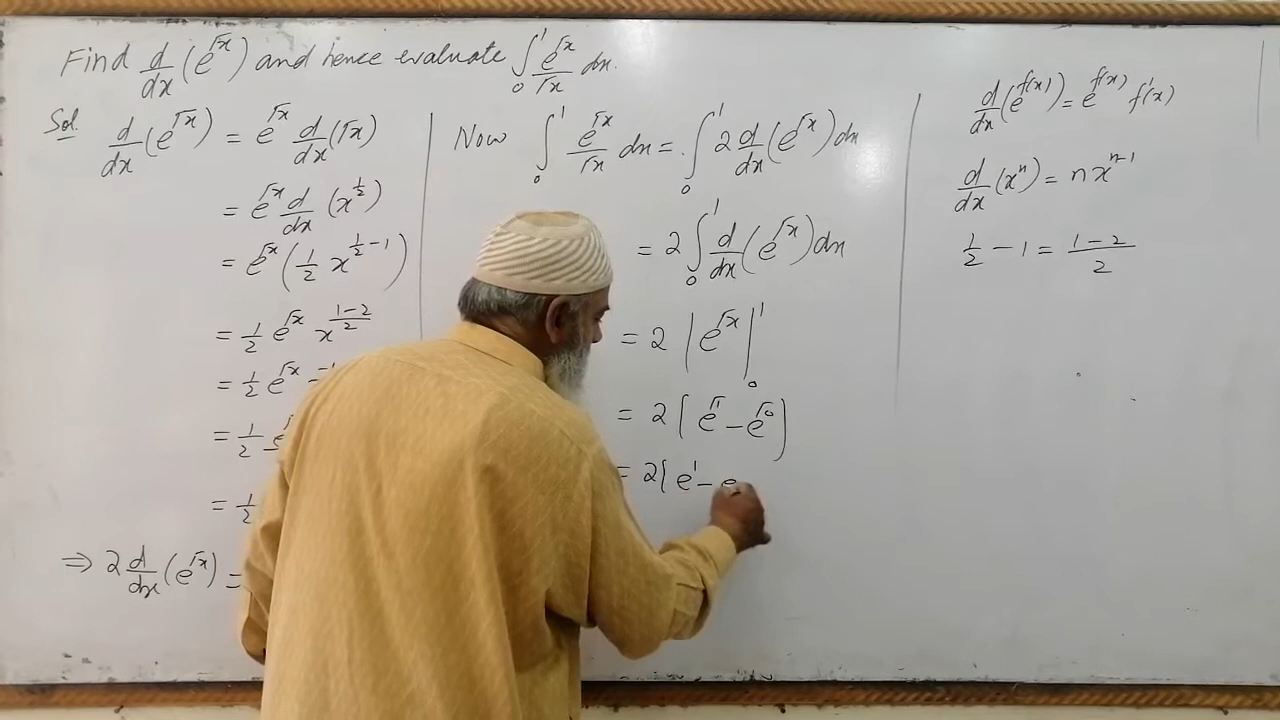 Find d/dx (e^√x) and hence evaluate ∫₀¹ e^√x/√x dx.
Sol.
d/dx (e^√x) = e^√x d/dx (√x)
= e^√x d/dx (x^(1/2))
= e^√x (1/2 x^(1/2 - 1))
= 1/2 e^√x x^((1-2)/2)
= 1/2 e^√x
= 1/2
= 1/2
⇒ 2 d/dx (e^√x) =
Now ∫₀¹ e^√x/√x dx = ∫₀¹ 2 d/dx (e^√x) dx
= 2 ∫₀¹ d/dx (e^√x) dx
= 2 | e^√x |₀¹
= 2 [ e^√1 - e^√0 )
= 2 [ e^1 - e
d/dx (e^f(x)) = e^f(x) f'(x)
d/dx (x^n) = n x^(n-1)
1/2 - 1 = (1-2)/2